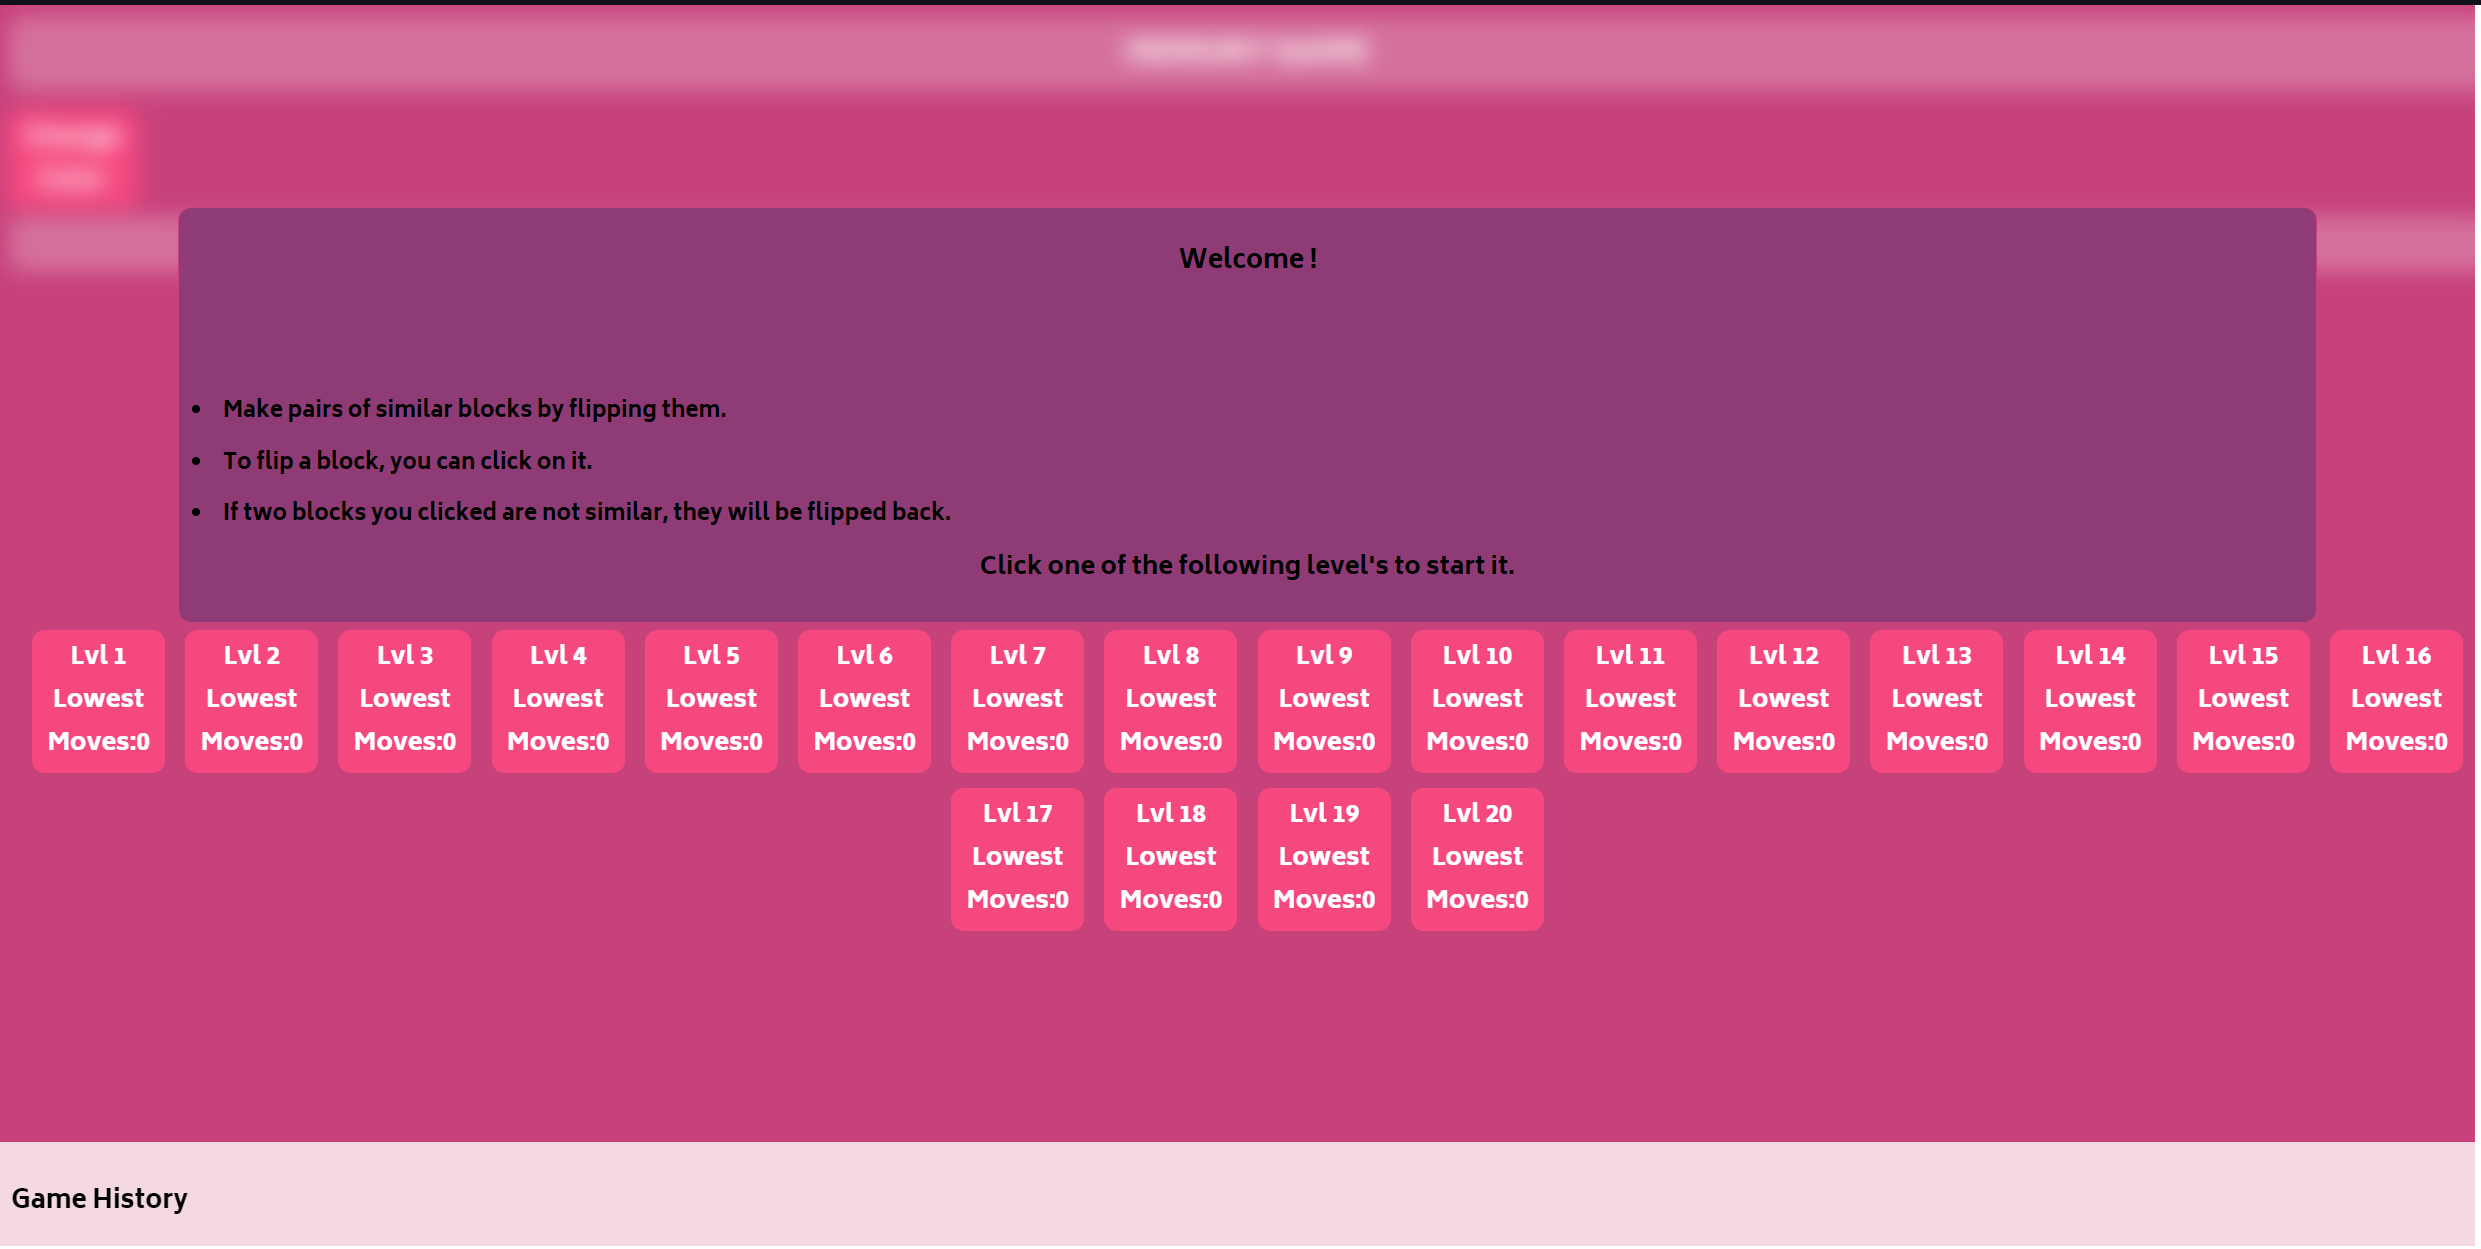 Welcome !
• Make pairs of similar blocks by flipping them.
• To flip a block, you can click on it.
• If two blocks you clicked are not similar, they will be flipped back.
Click one of the following level's to start it.
Lvl 1 Lowest Moves:0
Lvl 2 Lowest Moves:0
Lvl 3 Lowest Moves:0
Lvl 4 Lowest Moves:0
Lvl 5 Lowest Moves:0
Lvl 6 Lowest Moves:0
Lvl 7 Lowest Moves:0
Lvl 8 Lowest Moves:0
Lvl 9 Lowest Moves:0
Lvl 10 Lowest Moves:0
Lvl 11 Lowest Moves:0
Lvl 12 Lowest Moves:0
Lvl 13 Lowest Moves:0
Lvl 14 Lowest Moves:0
Lvl 15 Lowest Moves:0
Lvl 16 Lowest Moves:0
Lvl 17 Lowest Moves:0
Lvl 18 Lowest Moves:0
Lvl 19 Lowest Moves:0
Lvl 20 Lowest Moves:0
Game History